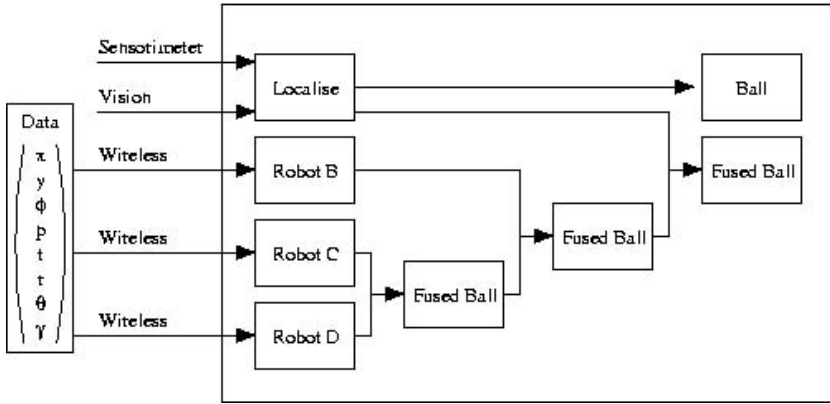 Sensotimetet
Localise
Ball
Vision
Data
Witeless
Robot B
Fused Ball
Witeless
Robot C
Fused Ball
Fused Ball
Witeless
Robot D
π
y
ϕ
p
t
τ
θ
γ